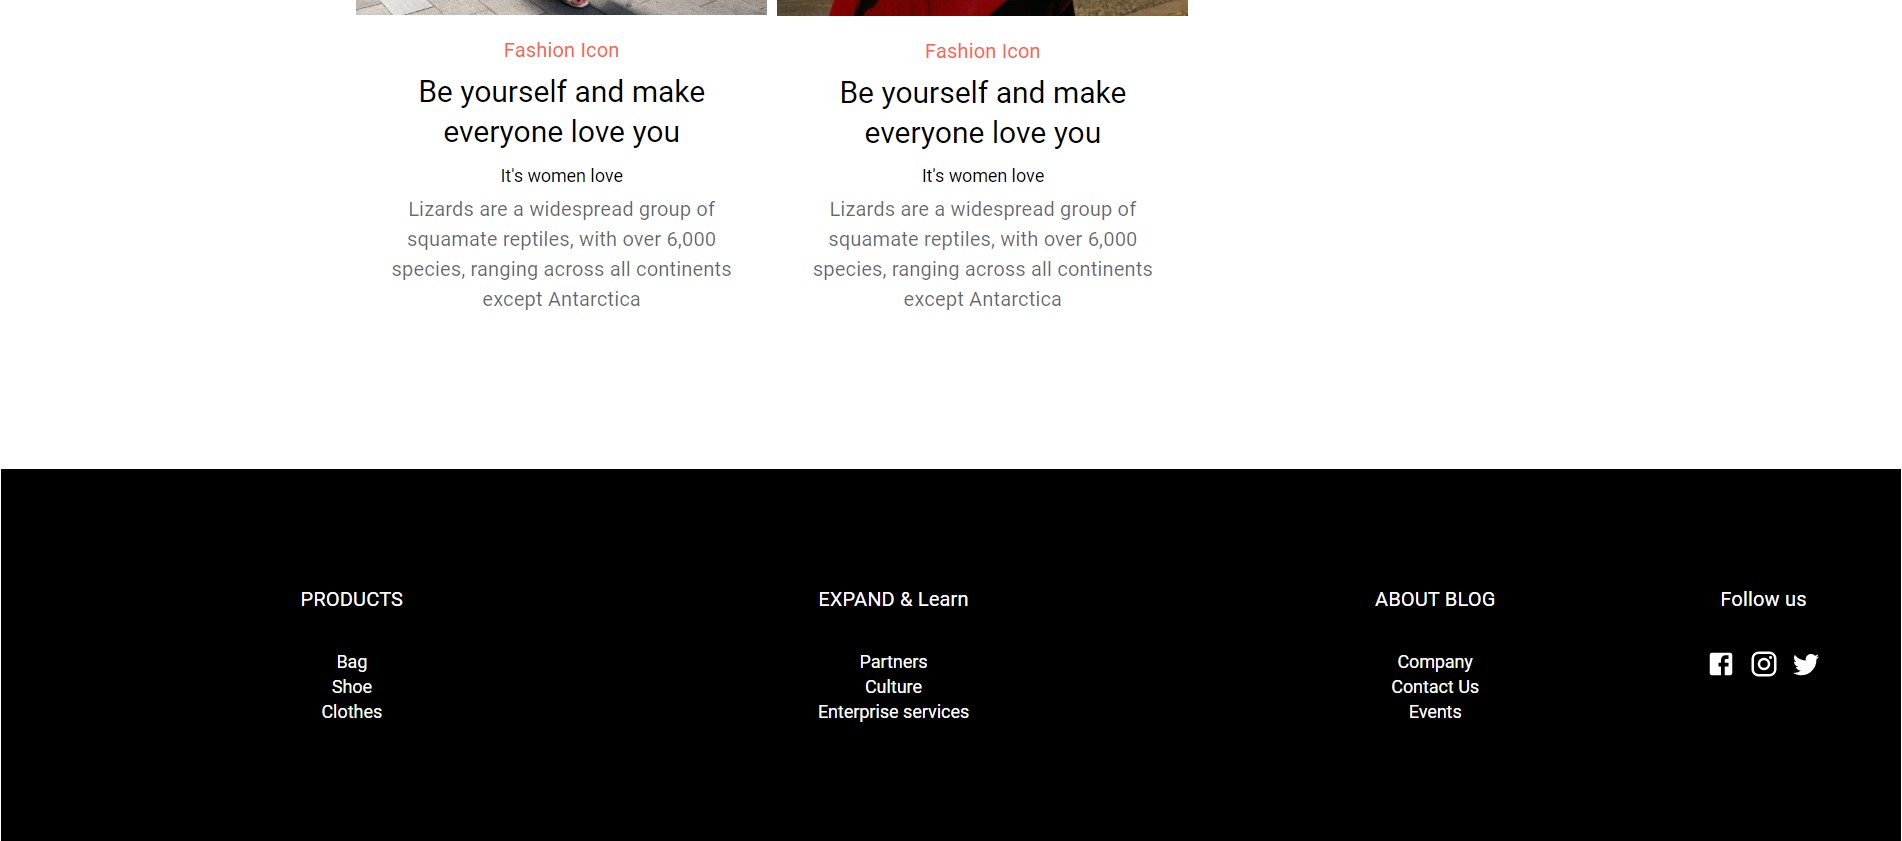 Fashion Icon
Be yourself and make
everyone love you
It's women love
Lizards are a widespread group of
squamate reptiles, with over 6,000
species, ranging across all continents
except Antarctica
Fashion Icon
Be yourself and make
everyone love you
It's women love
Lizards are a widespread group of
squamate reptiles, with over 6,000
species, ranging across all continents
except Antarctica
PRODUCTS
Bag
Shoe
Clothes
EXPAND & Learn
Partners
Culture
Enterprise services
ABOUT BLOG
Company
Contact Us
Events
Follow us